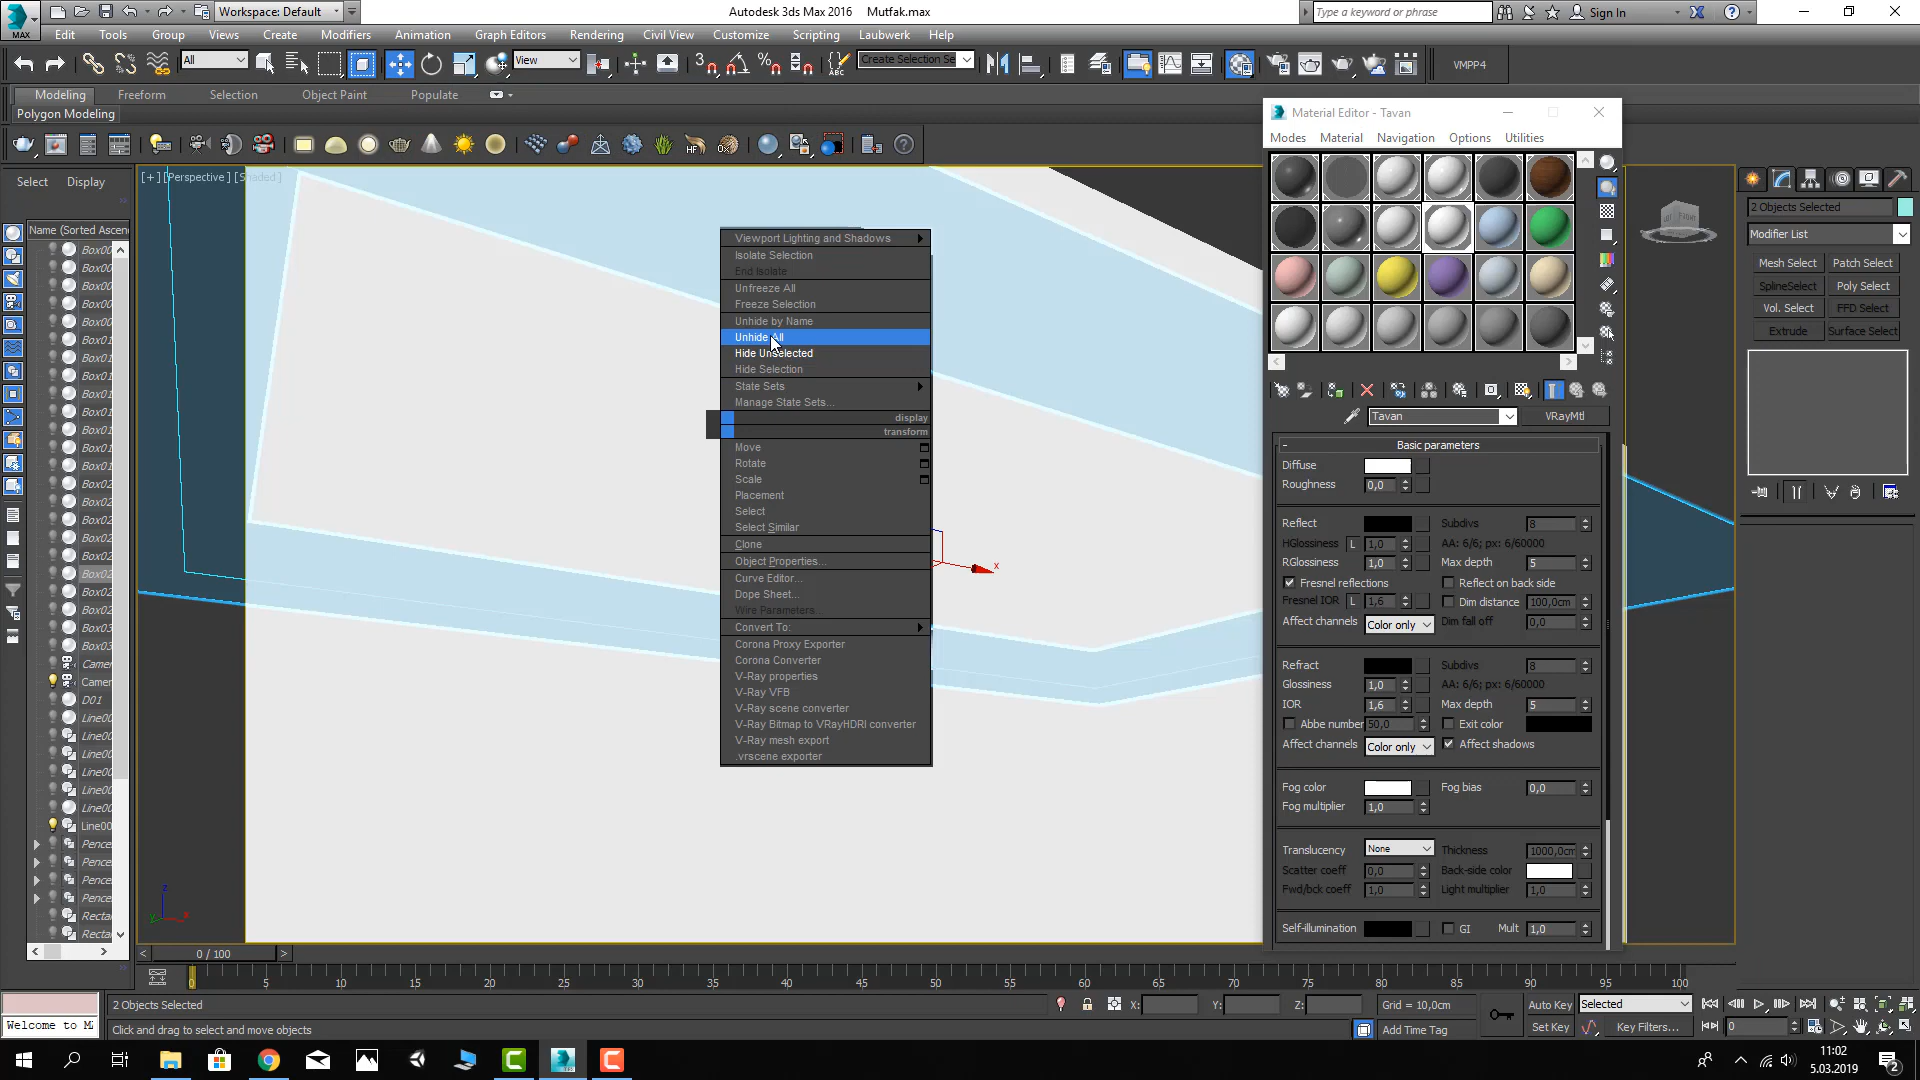 Workspace: Default
Autodesk 3ds Max 2016 Mutfak.max
Type a keyword or phrase
Sign In
MAX
Edit Tools Group Views Create Modifiers Animation Graph Editors Rendering Civil View Customize Scripting Laubwerk Help
All
View
Create Selection Se
VMPP4
Modeling Freeform Selection Object Paint Populate
Polygon Modeling
Select Display
Name (Sorted Ascen
Box00
Box00
Box00
Box00
Box01
Box01
Box01
Box01
Box01
Box01
Box01
Box01
Box01
Box02
Box02
Box02
Box02
Box02
Box02
Box02
Box02
Box03
Box03
Camer
Camer
D01
Line00
Line00
Line00
Line00
Line00
Line00
Line00
Pence
Pence
Pence
Pence
Recta
Recta
[+] [Perspective] [Shaded]
Viewport Lighting and Shadows
Isolate Selection
End Isolate
Unfreeze All
Freeze Selection
Unhide by Name
Unhide All
Hide Unselected
Hide Selection
State Sets
Manage State Sets...
display
transform
Move
Rotate
Scale
Placement
Select
Select Similar
Clone
Object Properties...
Curve Editor...
Dope Sheet...
Wire Parameters...
Convert To:
Corona Proxy Exporter
Corona Converter
V-Ray properties
V-Ray VFB
V-Ray scene converter
V-Ray Bitmap to VRayHDRI converter
V-Ray mesh export
.vrscene exporter
x
z
y
x
Material Editor - Tavan
Modes Material Navigation Options Utilities
Tavan
VRayMtl
Basic parameters
Diffuse
Roughness 0,0
Reflect Subdivs 8
HGlossiness L 1,0 AA: 6/6; px: 6/60000
RGlossiness 1,0 Max depth 5
Fresnel reflections Reflect on back side
Fresnel IOR L 1,6 Dim distance 100,0cm
Affect channels Color only Dim fall off 0,0
Refract Subdivs 8
Glossiness 1,0 AA: 6/6; px: 6/60000
IOR 1,6 Max depth 5
Abbe number 50,0 Exit color
Affect channels Color only Affect shadows
Fog color Fog bias 0,0
Fog multiplier 1,0
Translucency None Thickness 1000,0cm
Scatter coeff 0,0 Back-side color
Fwd/bck coeff 1,0 Light multiplier 1,0
Self-illumination GI Mult 1,0
2 Objects Selected
Modifier List
Mesh Select Patch Select
SplineSelect Poly Select
Vol. Select FFD Select
Extrude Surface Select
0 / 100
0 5 10 15 20 25 30 35 40 45 50 55 60 65 70 75 80 85 90 95 100
2 Objects Selected
X: Y: Z: Grid = 10,0cm
Auto Key Selected
Welcome to M
Click and drag to select and move objects
Add Time Tag
Set Key Key Filters... 0
11:02
5.03.2019
2